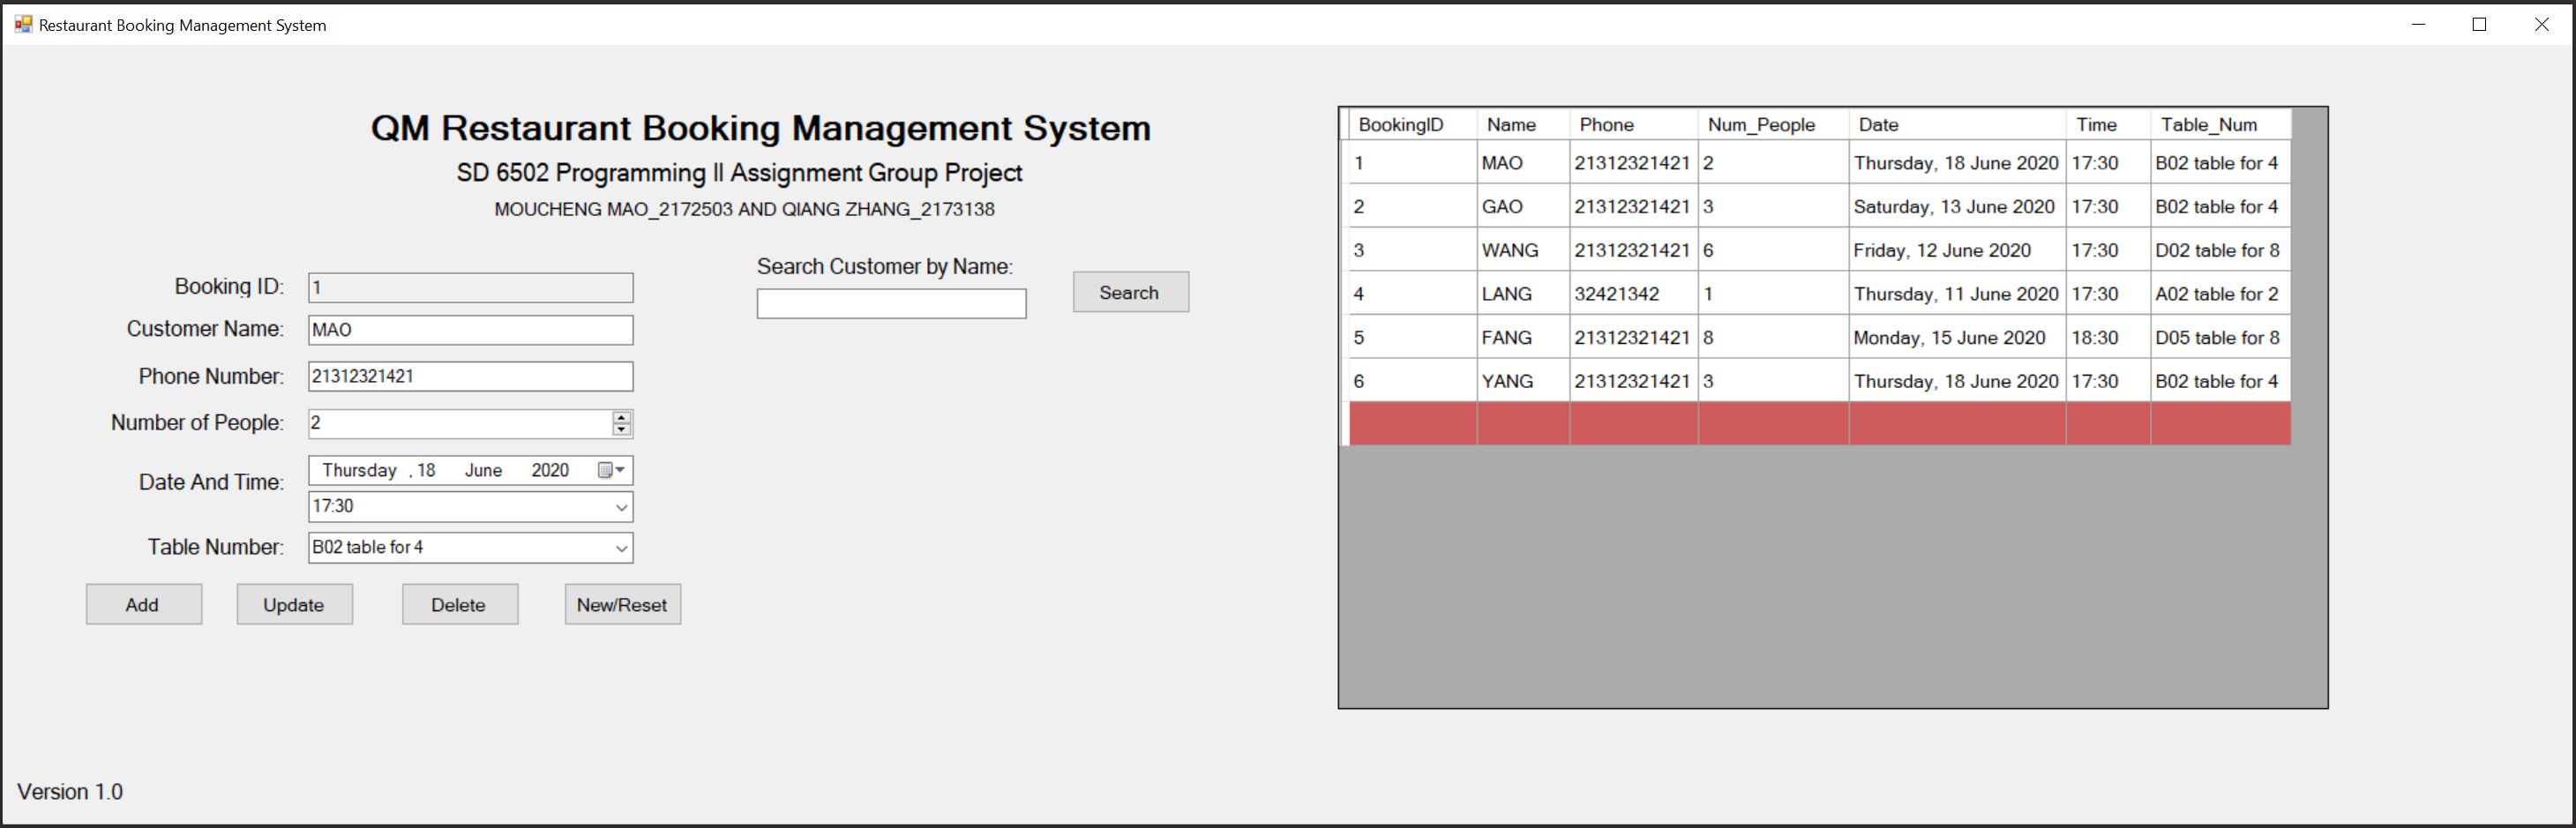 Restaurant Booking Management System
QM Restaurant Booking Management System
SD 6502 Programming II Assignment Group Project
MOUCHENG MAO_2172503 AND QIANG ZHANG_2173138
Booking ID: 1
Customer Name: MAO
Phone Number: 21312321421
Number of People: 2
Date And Time: Thursday , 18 June 2020
17:30
Table Number: B02 table for 4
Add Update Delete New/Reset
Search Customer by Name:
Search
BookingID Name Phone Num_People Date Time Table_Num
1 MAO 21312321421 2 Thursday, 18 June 2020 17:30 B02 table for 4
2 GAO 21312321421 3 Saturday, 13 June 2020 17:30 B02 table for 4
3 WANG 21312321421 6 Friday, 12 June 2020 17:30 D02 table for 8
4 LANG 32421342 1 Thursday, 11 June 2020 17:30 A02 table for 2
5 FANG 21312321421 8 Monday, 15 June 2020 18:30 D05 table for 8
6 YANG 21312321421 3 Thursday, 18 June 2020 17:30 B02 table for 4
Version 1.0